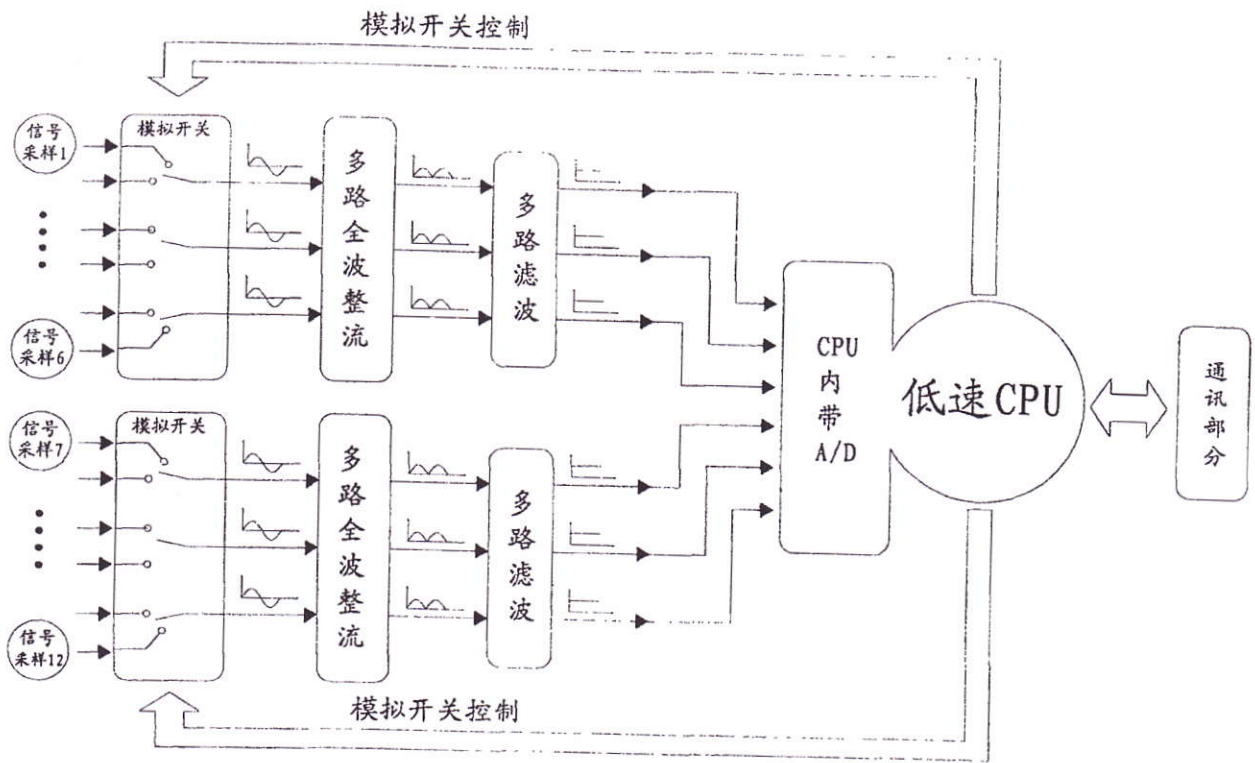 模拟开关控制
信号
采样1
模拟开关
多路全波整流
多路滤波
信号
采样6
CPU
内
带
A/D
低速CPU
通讯部分
信号
采样7
模拟开关
多路全波整流
多路滤波
信号
采样12
模拟开关控制